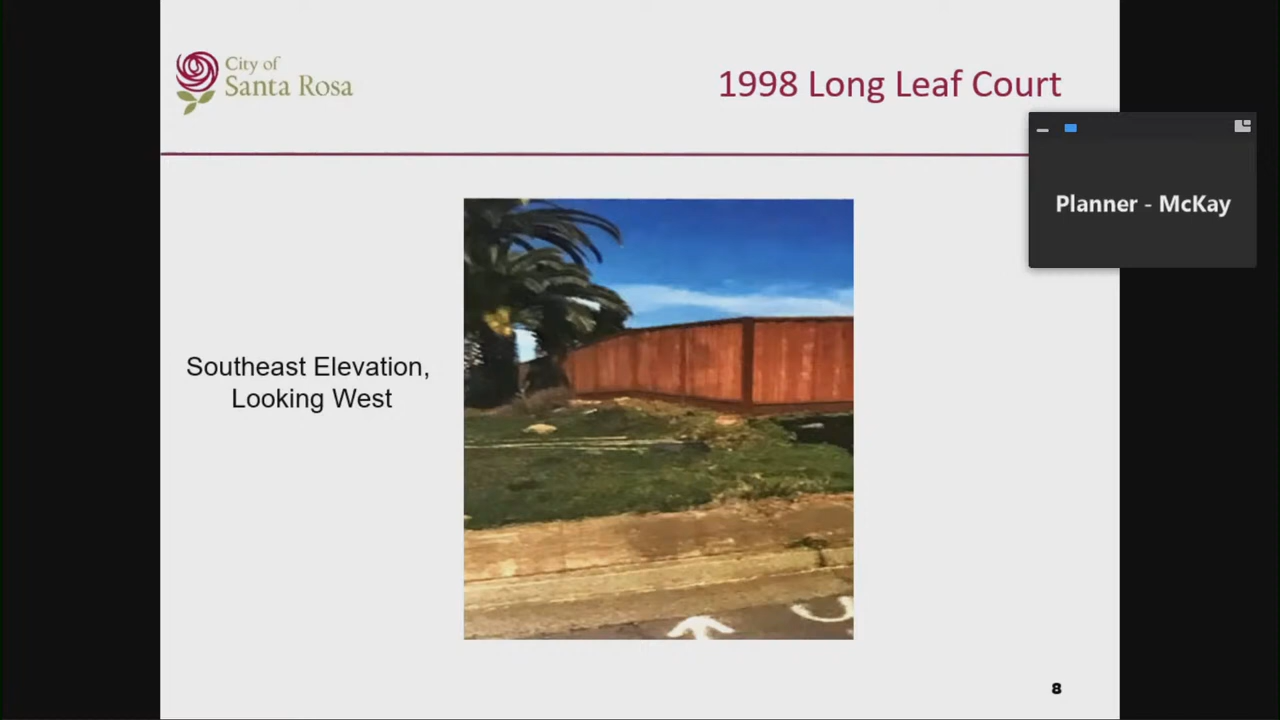 City of
Santa Rosa
1998 Long Leaf Court
Planner - McKay
Southeast Elevation,
Looking West
8